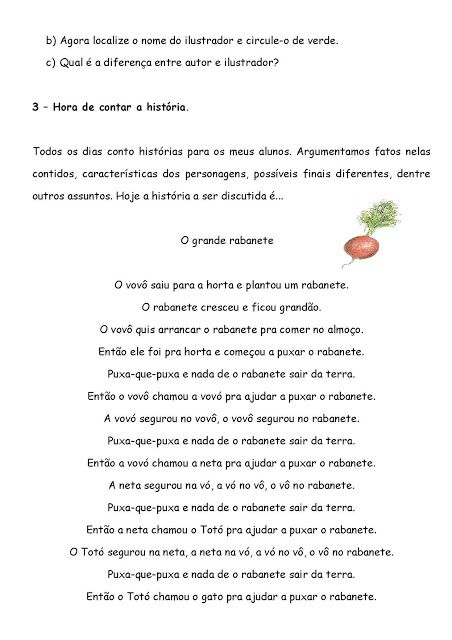 b) Agora localize o nome do ilustrador e circule-o de verde.
c) Qual é a diferença entre autor e ilustrador?
3 – Hora de contar a história.
Todos os dias conto histórias para os meus alunos. Argumentamos fatos nelas
contidos, características dos personagens, possíveis finais diferentes, dentre
outros assuntos. Hoje a história a ser discutida é...
O grande rabanete
O vovô saiu para a horta e plantou um rabanete.
O rabanete cresceu e ficou grandão.
O vovô quis arrancar o rabanete pra comer no almoço.
Então ele foi pra horta e começou a puxar o rabanete.
Puxa-que-puxa e nada de o rabanete sair da terra.
Então o vovô chamou a vovó pra ajudar a puxar o rabanete.
A vovó segurou no vovô, o vovô segurou no rabanete.
Puxa-que-puxa e nada de o rabanete sair da terra.
Então a vovó chamou a neta pra ajudar a puxar o rabanete.
A neta segurou na vó, a vó no vô, o vô no rabanete.
Puxa-que-puxa e nada de o rabanete sair da terra.
Então a neta chamou o Totó pra ajudar a puxar o rabanete.
O Totó segurou na neta, a neta na vó, a vó no vô, o vô no rabanete.
Puxa-que-puxa e nada de o rabanete sair da terra.
Então o Totó chamou o gato pra ajudar a puxar o rabanete.